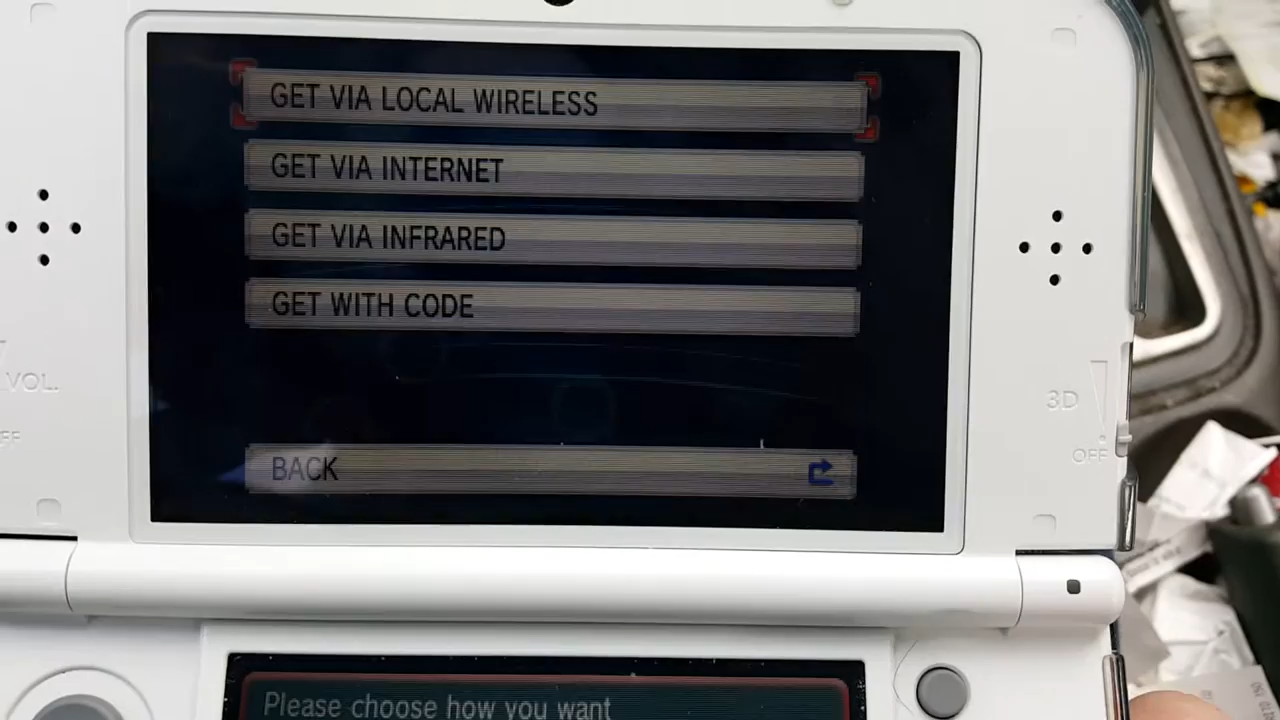 GET VIA LOCAL WIRELESS
GET VIA INTERNET
GET VIA INFRARED
GET WITH CODE
BACK
VOL.
3D
OFF
Please choose how you want